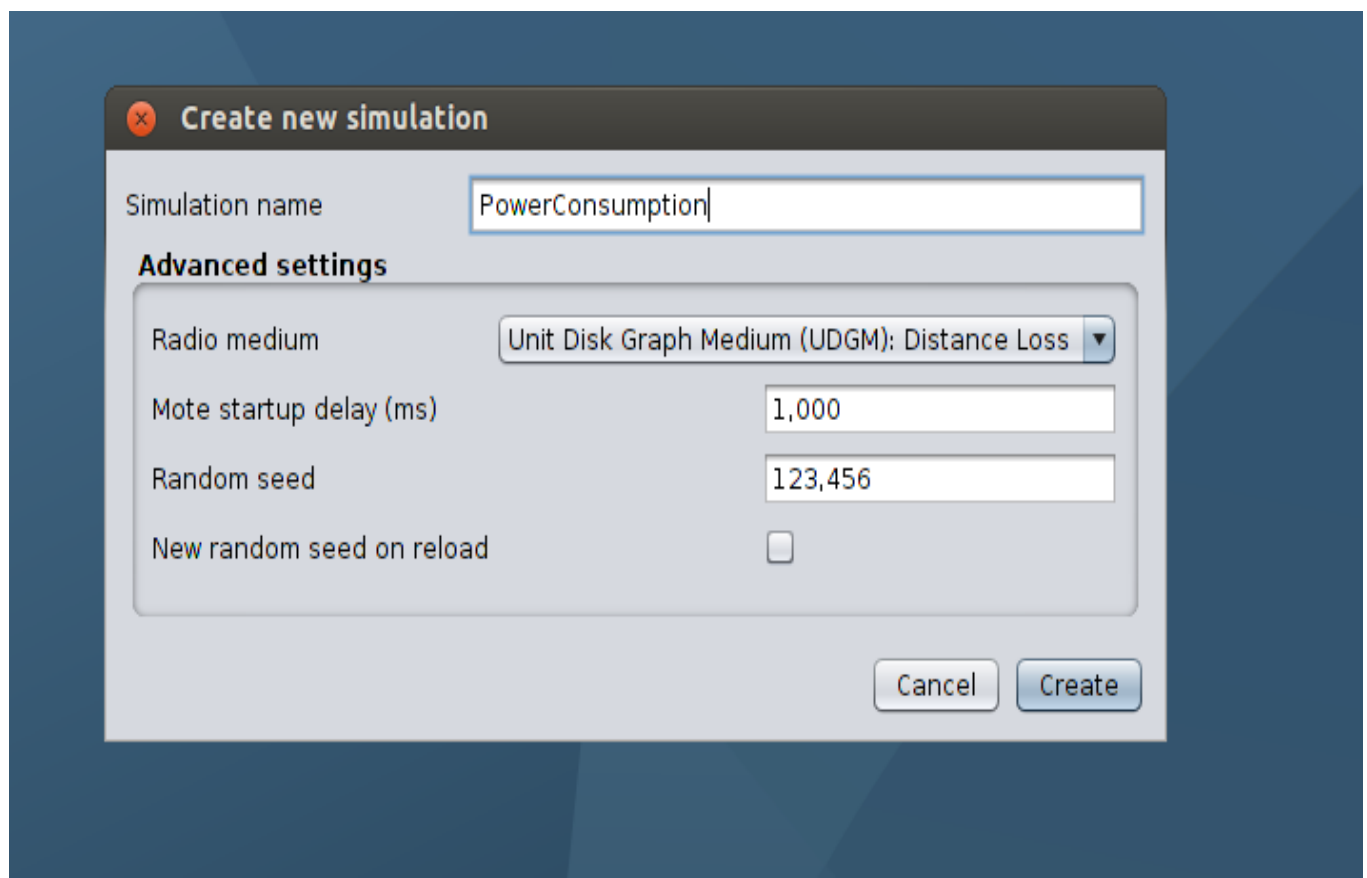 Create new simulation
Simulation name PowerConsumption
Advanced settings
Radio medium Unit Disk Graph Medium (UDGM): Distance Loss
Mote startup delay (ms) 1,000
Random seed 123,456
New random seed on reload
Cancel Create